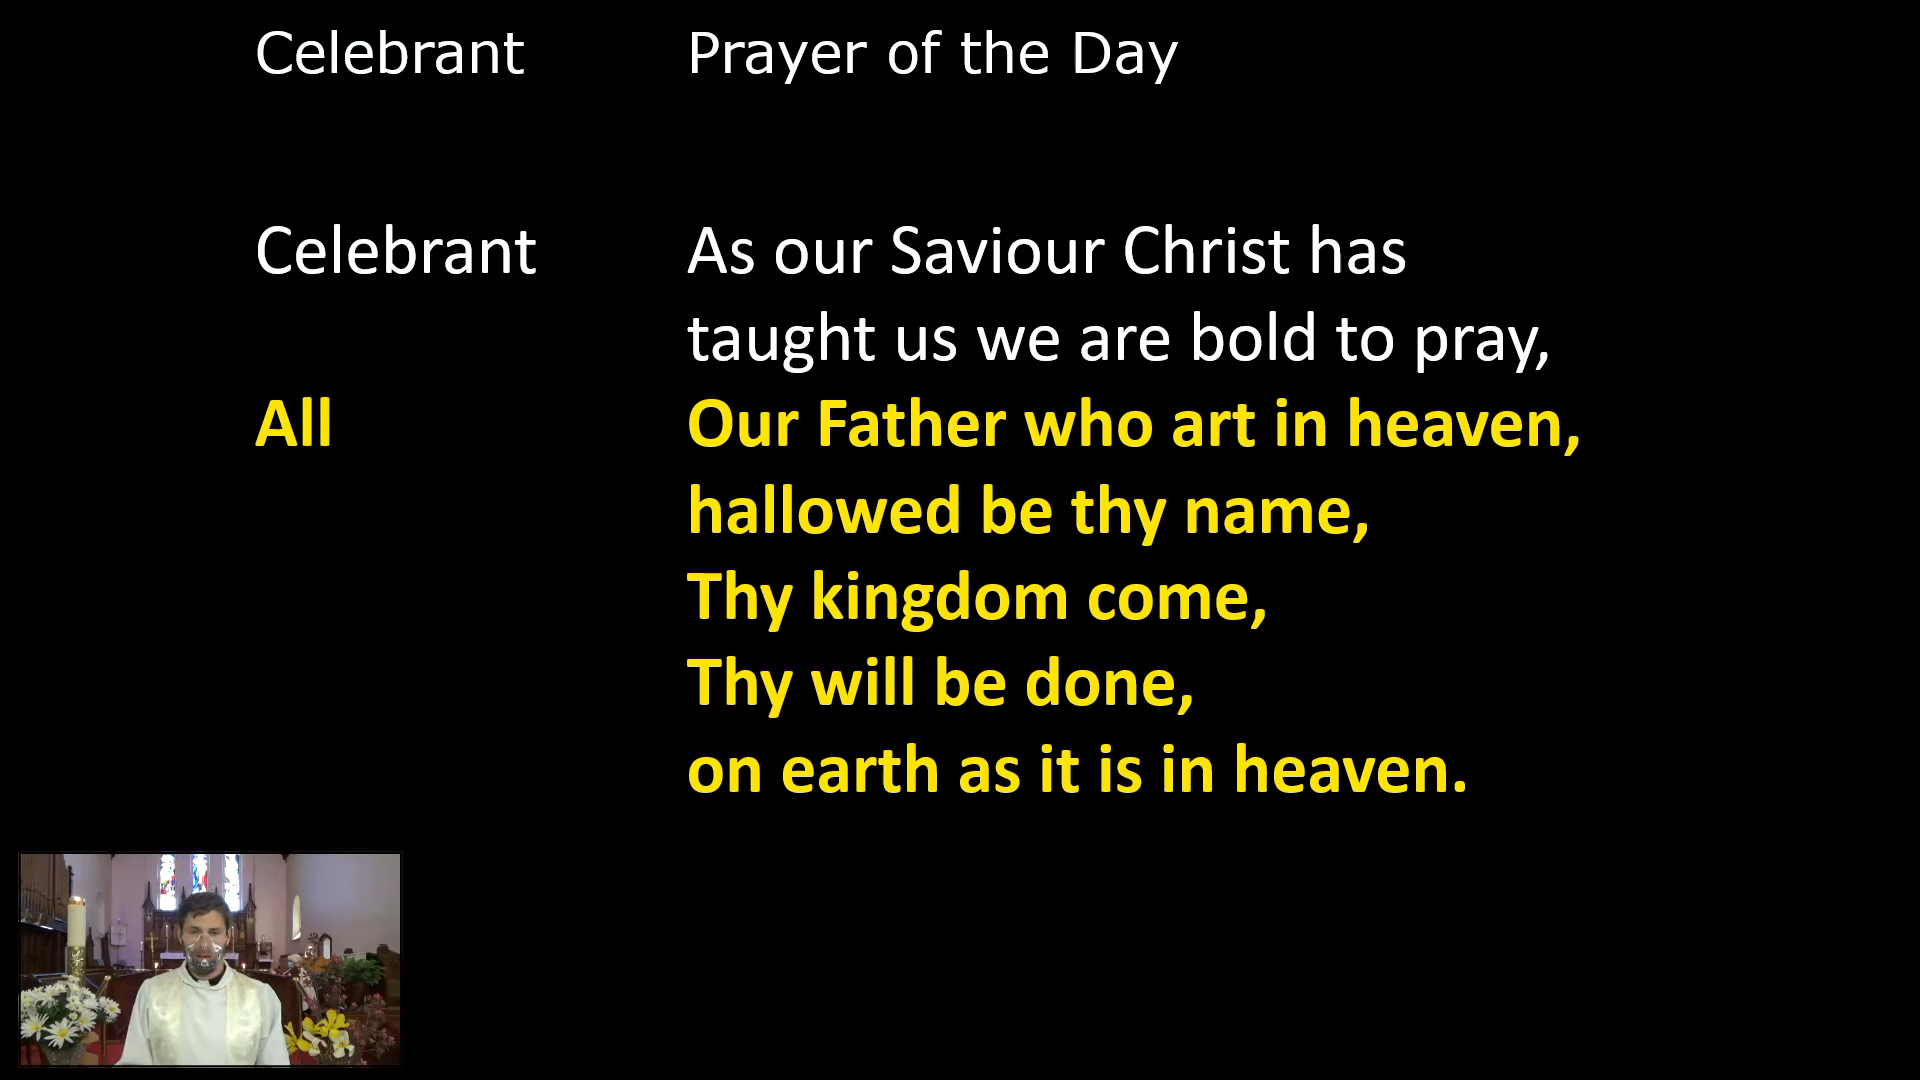 Celebrant Prayer of the Day
Celebrant As our Saviour Christ has
taught us we are bold to pray,
All Our Father who art in heaven,
hallowed be thy name,
Thy kingdom come,
Thy will be done,
on earth as it is in heaven.